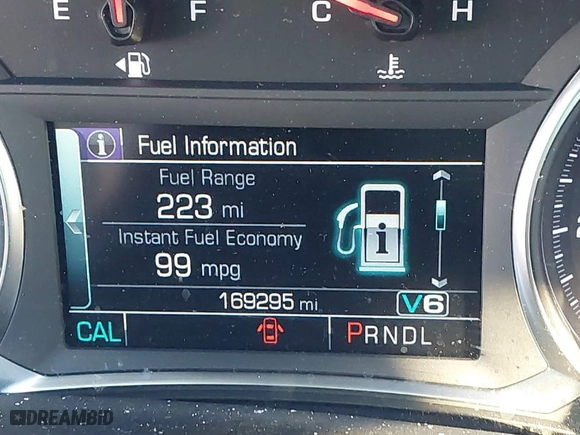 E F C H
Fuel Information
Fuel Range
223 mi
Instant Fuel Economy
99 mpg
169295 mi V6
CAL PRNDL
DREAMBID